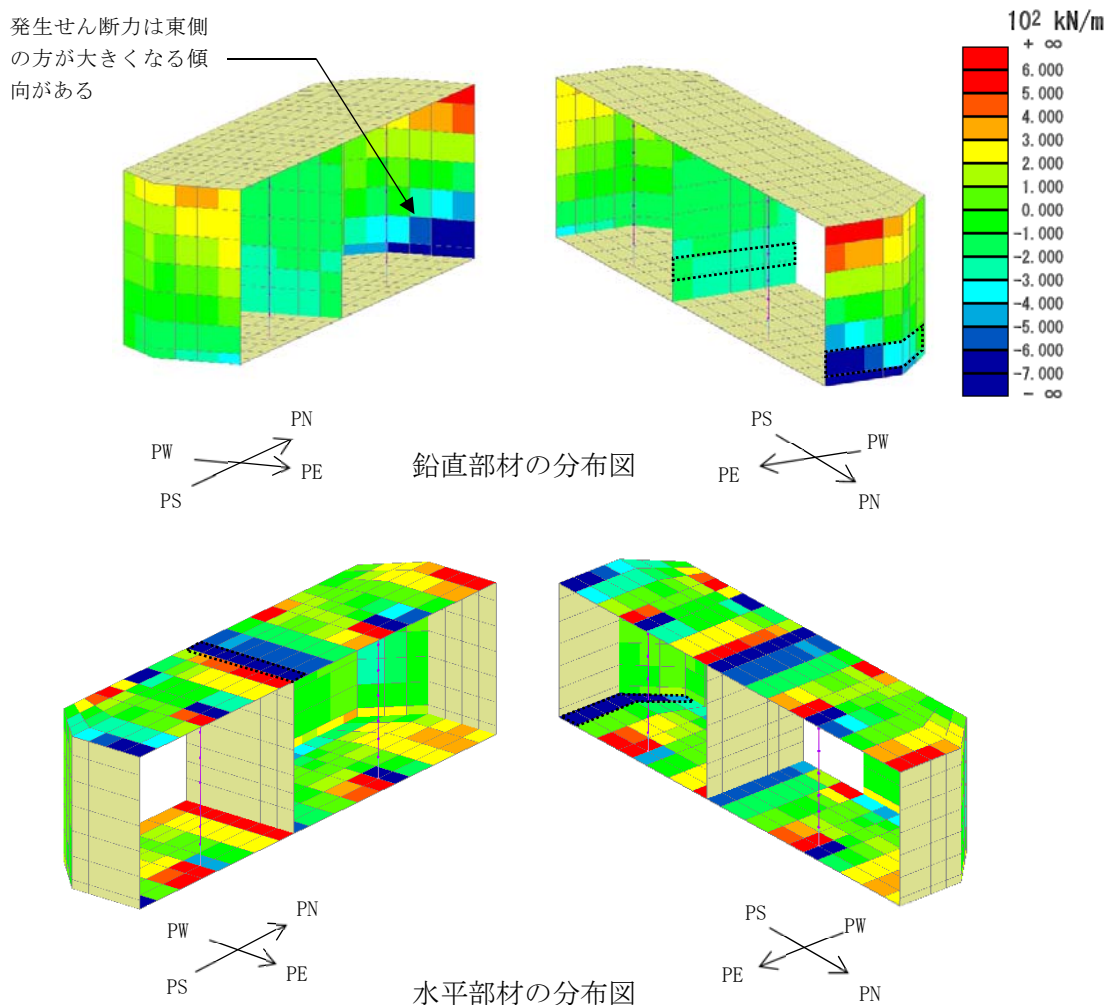 発生せん断力は東側
の方が大きくなる傾
向がある
10² kN/m
+ ∞
6.000
5.000
4.000
3.000
2.000
1.000
0.000
-1.000
-2.000
-3.000
-4.000
-5.000
-6.000
-7.000
- ∞
PN
PW
PE
PS
鉛直部材の分布図
PS
PW
PE
PN
PN
PW
PE
PS
水平部材の分布図
PS
PW
PE
PN